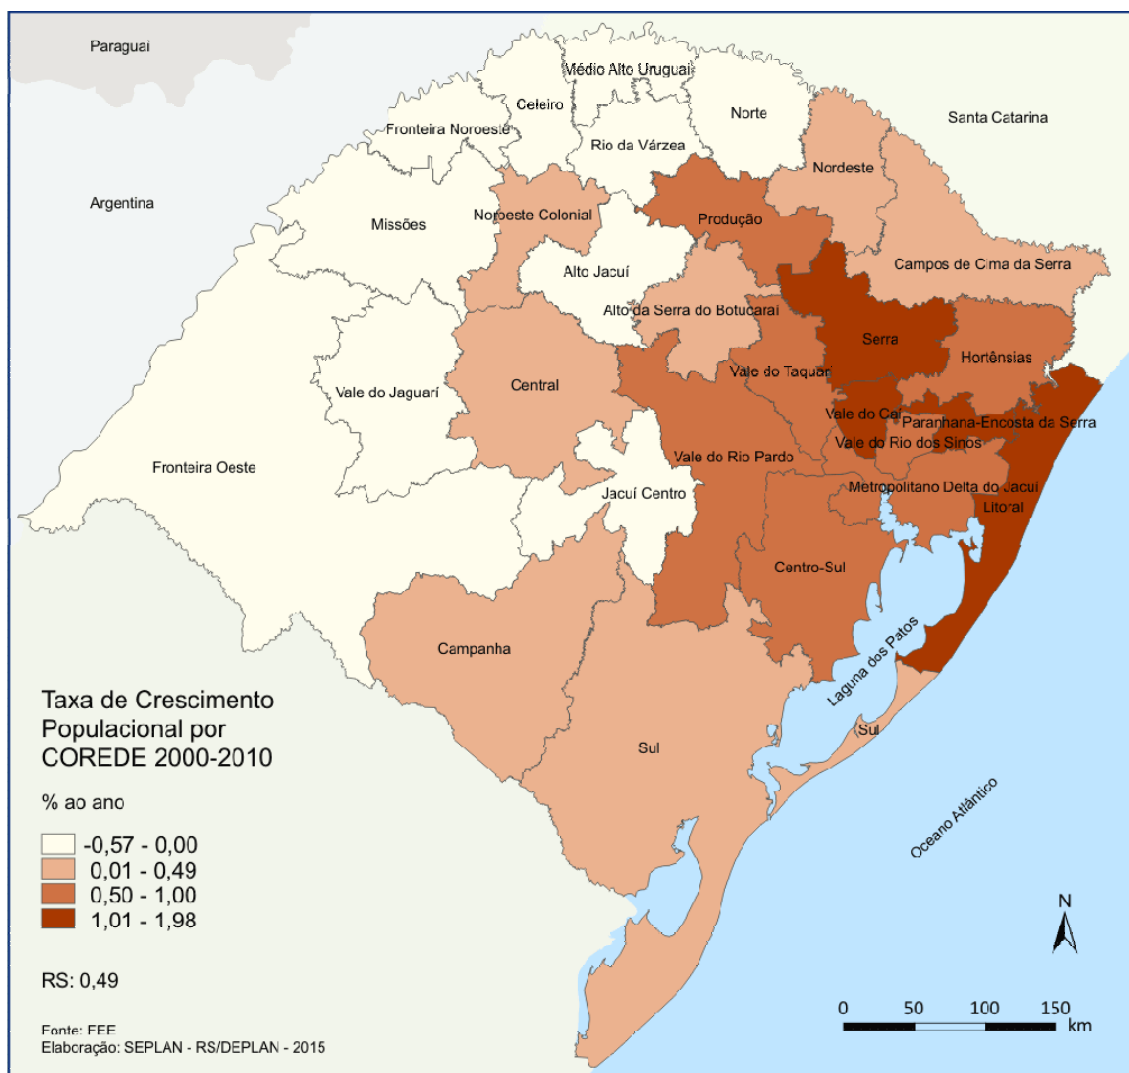 Paraguai
Médio Alto Uruguai
Celeiro
Norte
Santa Catarina
Fronteira Noroeste
Rio da Várzea
Nordeste
Argentina
Missões
Noroeste Colonial
Produção
Alto Jacuí
Campos de Cima da Serra
Alto da Serra do Botucaraí
Serra
Hortênsias
Vale do Taquari
Central
Vale do Jaguarí
Vale do Caí
Paranhana-Encosta da Serra
Vale do Rio dos Sinos
Vale do Rio Pardo
Fronteira Oeste
Metropolitano Delta do Jacuí
Jacuí Centro
Litoral
Centro-Sul
Campanha
Laguna dos Patos
Sul
Sul
Oceano Atlântico
Taxa de Crescimento
Populacional por
COREDE 2000-2010
% ao ano
-0,57 - 0,00
0,01 - 0,49
0,50 - 1,00
1,01 - 1,98
RS: 0,49
Fonte: FEE
Elaboração: SEPLAN - RS/DEPLAN - 2015
N
0 50 100 150
km